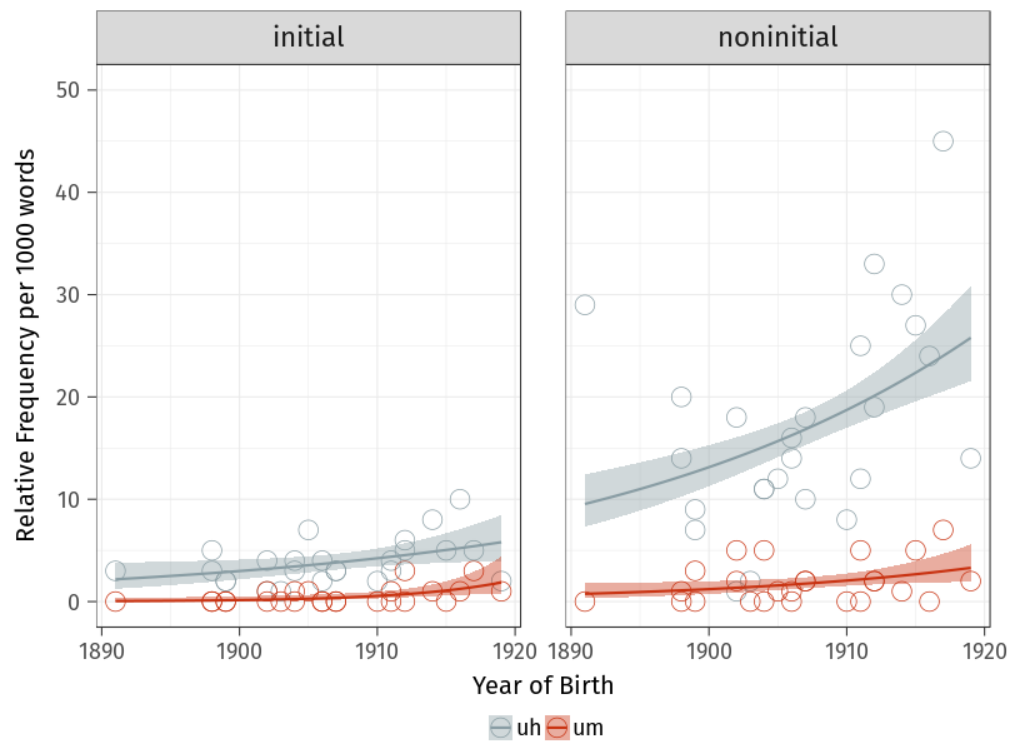 initial noninitial
50
40
30
20
10
0
Relative Frequency per 1000 words
1890 1900 1910 1920 1890 1900 1910 1920
Year of Birth
uh um